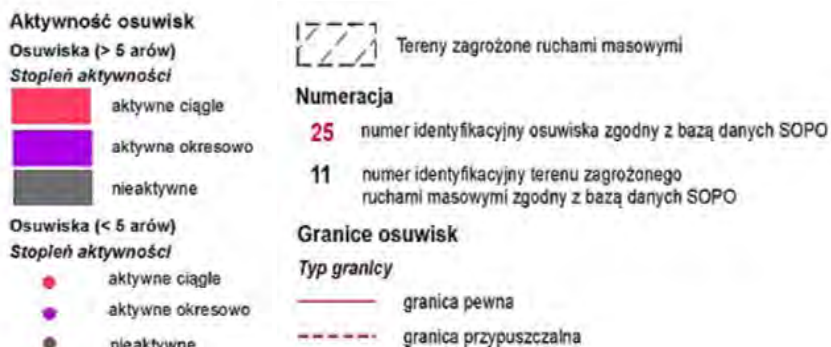 Aktywność osuwisk
Osuwiska (> 5 arów)
Stopień aktywności
aktywne ciągle
aktywne okresowo
nieaktywne
Osuwiska (< 5 arów)
Stopień aktywności
aktywne ciągle
aktywne okresowo
nieaktywne
Tereny zagrożone ruchami masowymi
Numeracja
25 numer identyfikacyjny osuwiska zgodny z bazą danych SOPO
11 numer identyfikacyjny terenu zagrożonego
ruchami masowymi zgodny z bazą danych SOPO
Granice osuwisk
Typ granicy
granica pewna
granica przypuszczalna